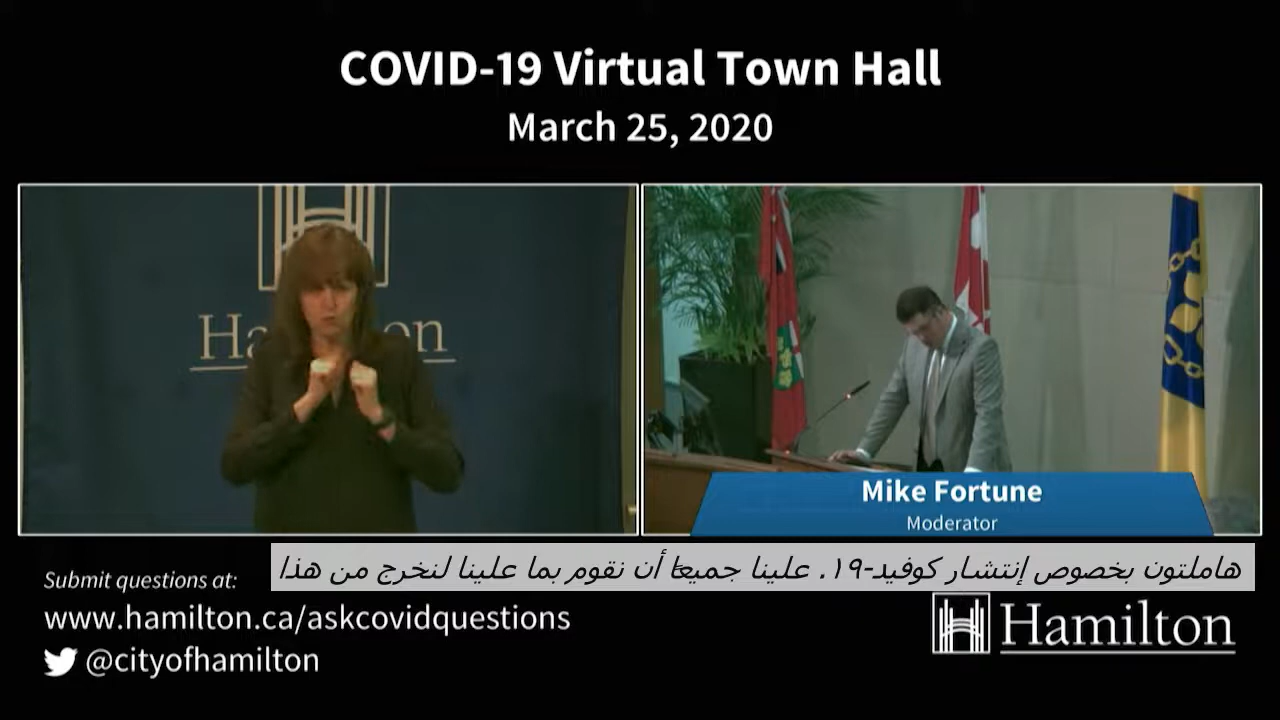 COVID-19 Virtual Town Hall
March 25, 2020
Hamilton
Mike Fortune
Moderator
هاملتون بخصوص إنتشار كوفيد-١٩. علينا جميعًا أن نقوم بما علينا لنخرج من هذا
Submit questions at:
www.hamilton.ca/askcovidquestions
@cityofhamilton
Hamilton